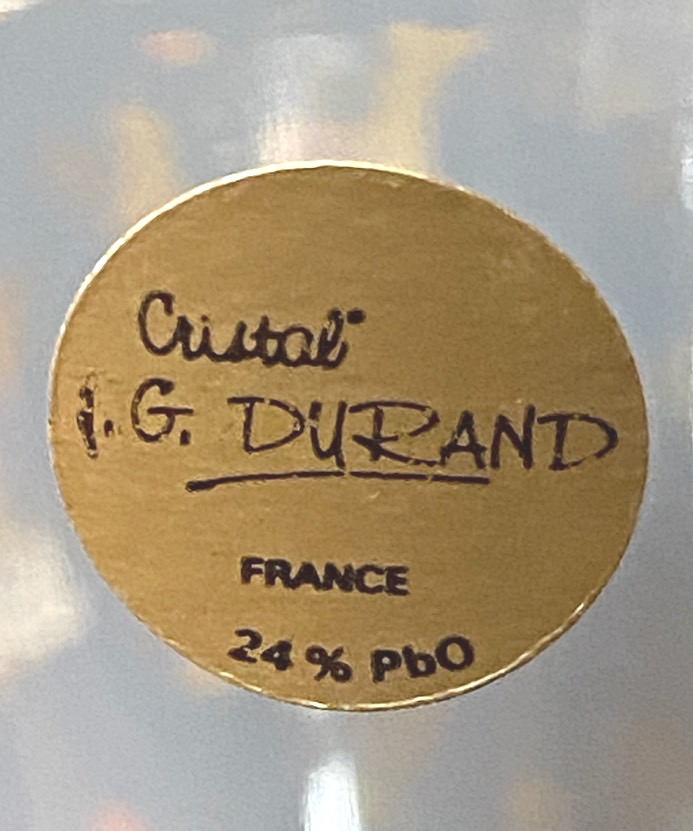 Cristal
J. G. DURAND
FRANCE
24 % PbO